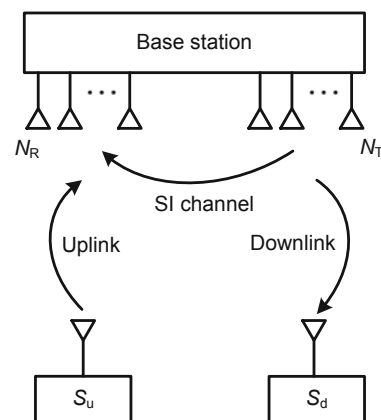 Base station
... ...
N_R N_T
SI channel
Uplink Downlink
S_u S_d